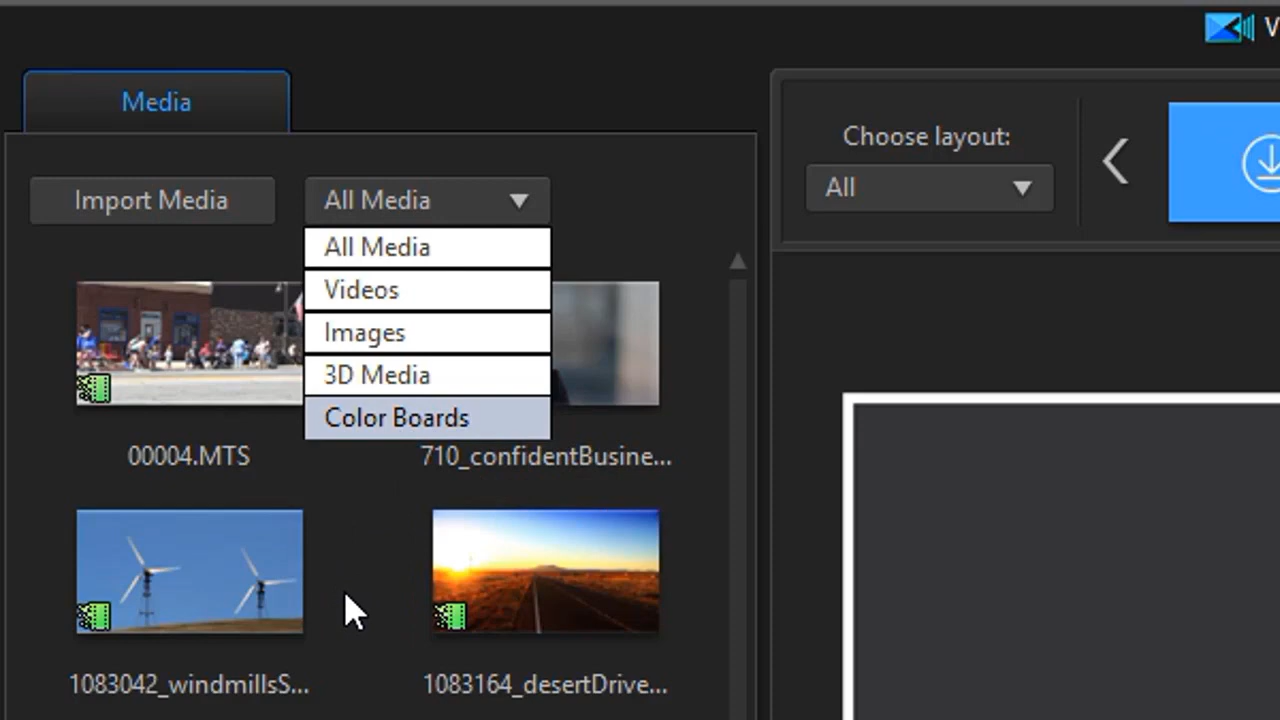 V
Media
Choose layout:
Import Media
All Media
All
All Media
Videos
Images
3D Media
Color Boards
00004.MTS
710_confidentBusine...
1083042_windmillsS...
1083164_desertDrive...